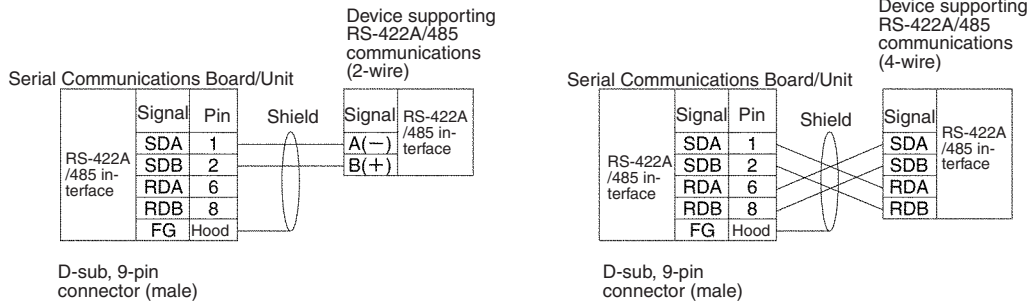 Device supporting
RS-422A/485
communications
(2-wire)
Serial Communications Board/Unit
Signal Pin
Shield
Signal
RS-422A
/485 in-
terface
RS-422A
/485 in-
terface
SDA 1
SDB 2
RDA 6
RDB 8
FG Hood
A(−)
B(+)
D-sub, 9-pin
connector (male)
Device supporting
RS-422A/485
communications
(4-wire)
Serial Communications Board/Unit
Signal Pin
Shield
Signal
RS-422A
/485 in-
terface
RS-422A
/485 in-
terface
SDA 1
SDB 2
RDA 6
RDB 8
FG Hood
SDA
SDB
RDA
RDB
D-sub, 9-pin
connector (male)